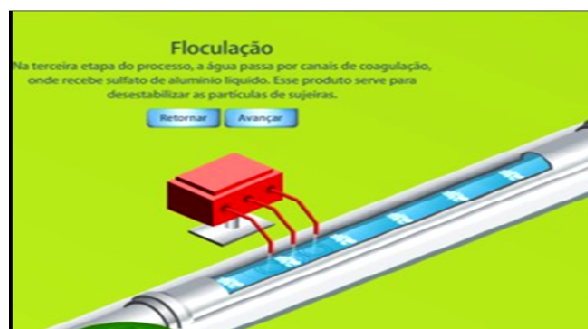 Floculação
Na terceira etapa do processo, a água passa por canais de coagulação,
onde recebe sulfato de alumínio líquido. Esse produto serve para
desestabilizar as partículas de sujeiras.
Retornar Avançar